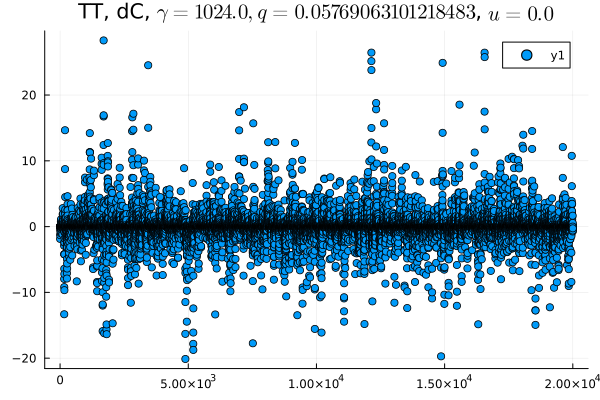 TT, dC, γ = 1024.0, q = 0.05769063101218483, u = 0.0
y1
20
10
0
−10
−20
0 5.00×10³ 1.00×10⁴ 1.50×10⁴ 2.00×10⁴